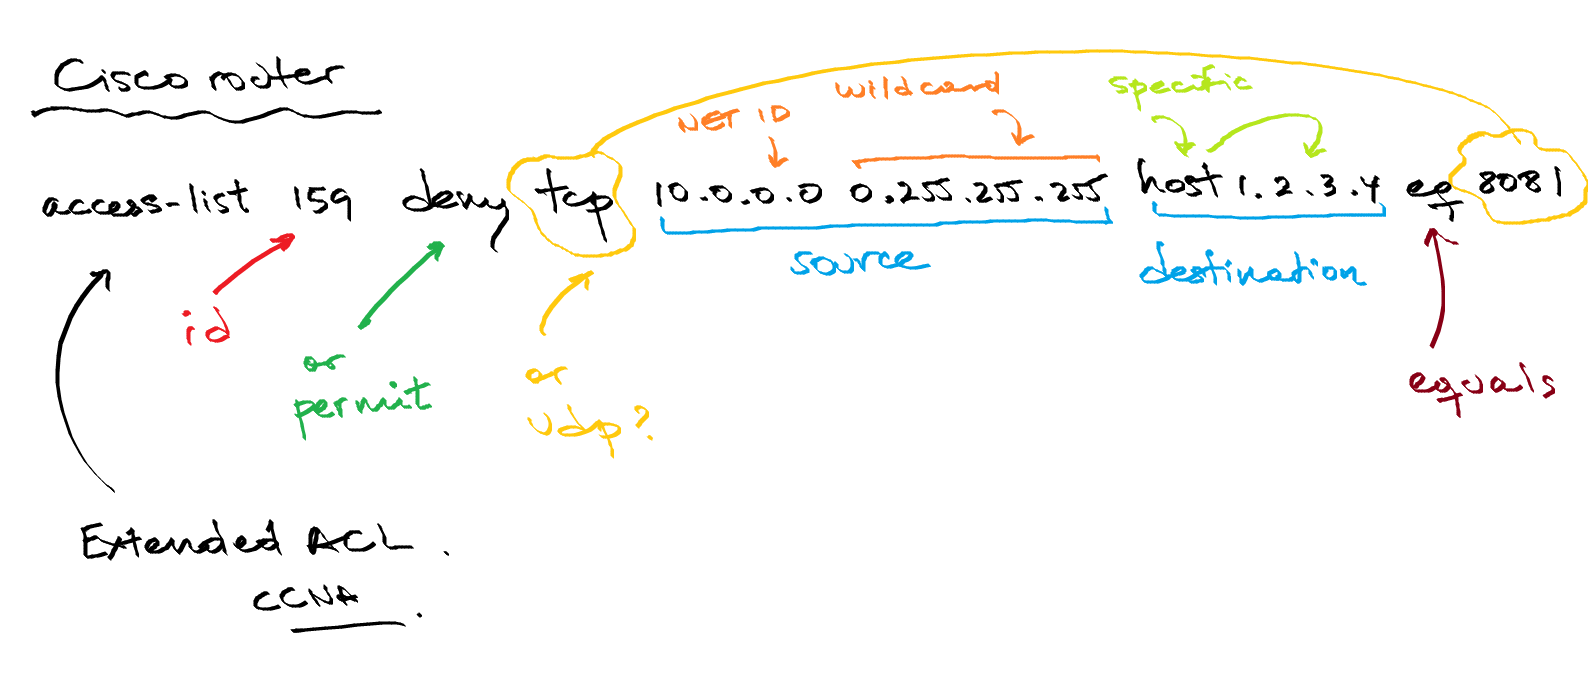 Cisco router
wildcard
specific
NET ID
access-list 159 deny tcp 10.0.0.0 0.255.255.255 host 1.2.3.4 eq 8081
source
destination
id
or
permit
or
udp?
equals
Extended ACL.
CCNA.